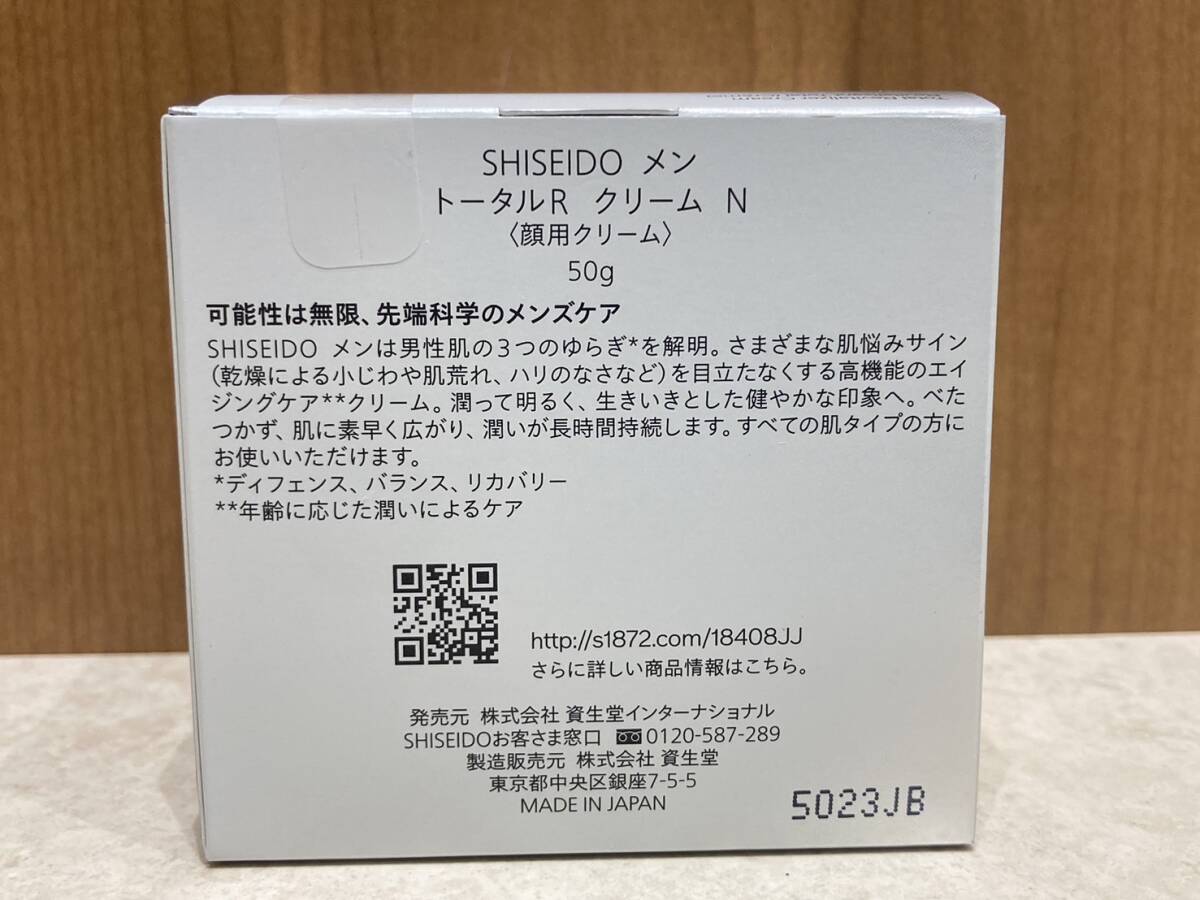 Total Revitalizer Cream
SHISEIDO メン
トータルR クリーム N
〈顔用クリーム〉
50g
可能性は無限、先端科学のメンズケア
SHISEIDO メンは男性肌の3つのゆらぎ*を解明。さまざまな肌悩みサイン
(乾燥による小じわや肌荒れ、ハリのなさなど)を目立たなくする高機能のエイ
ジングケア**クリーム。潤って明るく、生きいきとした健やかな印象へ。べた
つかず、肌に素早く広がり、潤いが長時間持続します。すべての肌タイプの方に
お使いいただけます。
*ディフェンス、バランス、リカバリー
**年齢に応じた潤いによるケア
http://s1872.com/18408JJ
さらに詳しい商品情報はこちら。
発売元 株式会社 資生堂インターナショナル
SHISEIDOお客さま窓口 0120-587-289
製造販売元 株式会社 資生堂
東京都中央区銀座7-5-5
MADE IN JAPAN
5023JB